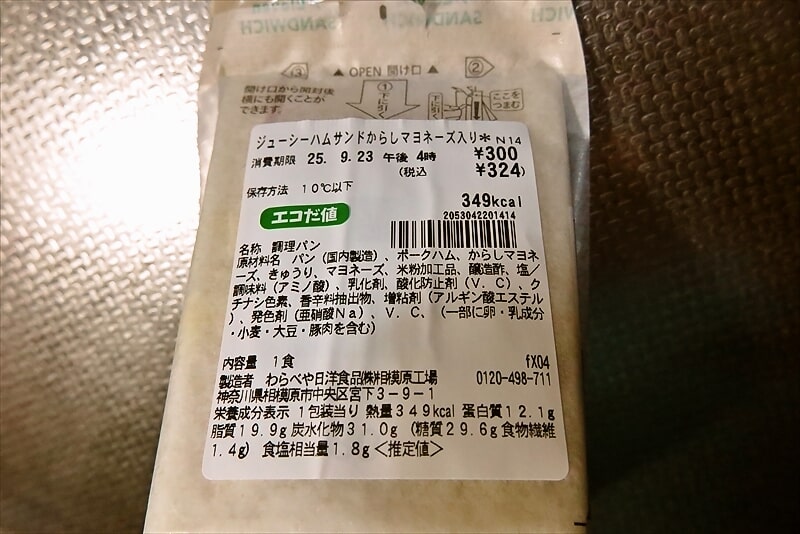 SANDWICH
SANDWICH
③ ▲ OPEN 開け口 ▲ ②
開け口から開封後
横にも開くことが
できます。
①下に引く
ここを
つまむ
ジューシーハムサンドからしマヨネーズ入り＊ N14
消費期限 25. 9.23 午後 4時 ¥300
(税込 ¥324)
保存方法 10℃以下
349kcal
エコだ値
2053042201414
名称 調理パン
原材料名 パン(国内製造)、ポークハム、からしマヨネ
ーズ、きゅうり、マヨネーズ、米粉加工品、醸造酢、塩／
調味料(アミノ酸)、乳化剤、酸化防止剤(V.C)、ク
チナシ色素、香辛料抽出物、増粘剤(アルギン酸エステル
)、発色剤(亜硝酸Na)、V.C、(一部に卵・乳成分
・小麦・大豆・豚肉を含む)
内容量 1食 fX04
製造者 わらべや日洋食品㈱相模原工場 0120-498-711
神奈川県相模原市中央区宮下3-9-1
栄養成分表示 1包装当り 熱量349kcal 蛋白質12.1g
脂質19.9g 炭水化物31.0g (糖質29.6g 食物繊維
1.4g) 食塩相当量1.8g<推定値>